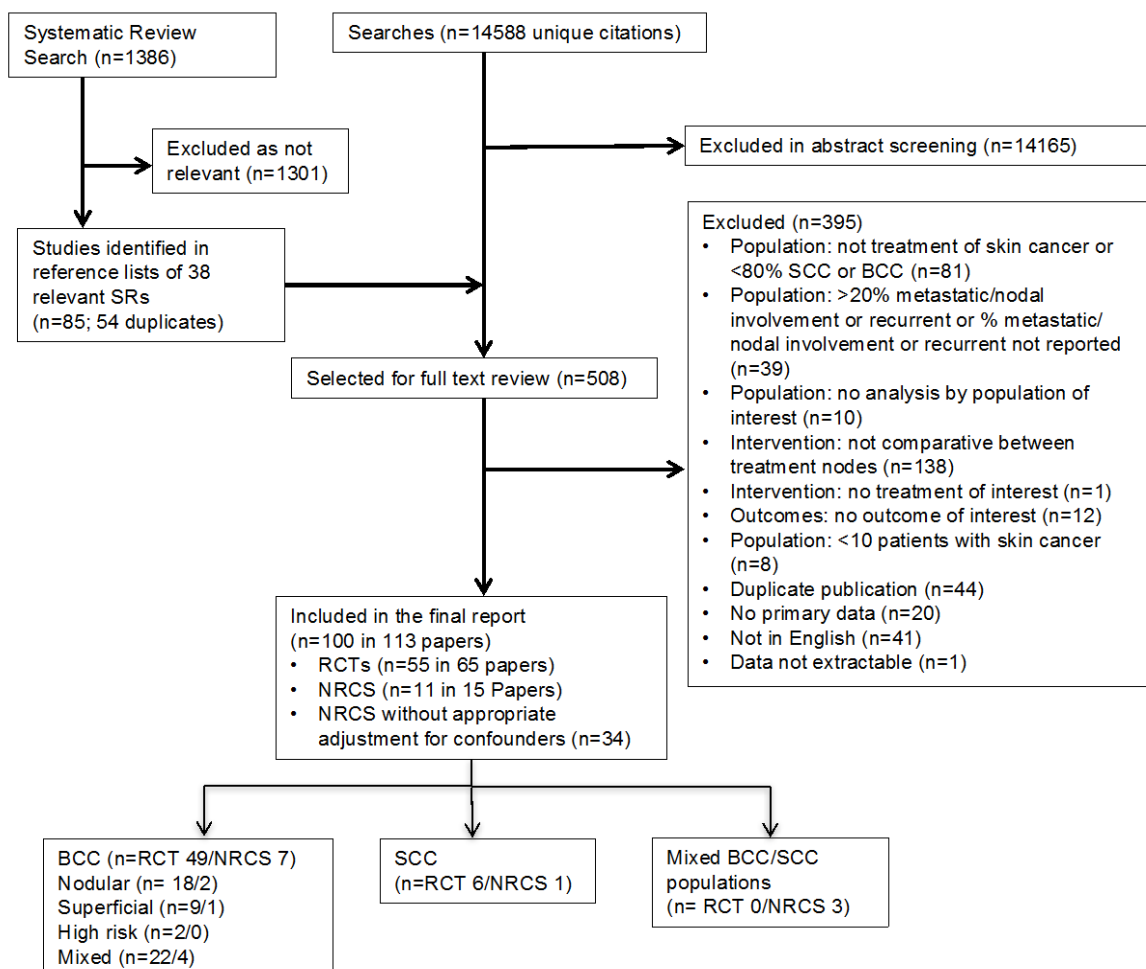 Systematic Review
Search (n=1386)
Searches (n=14588 unique citations)
Excluded as not
relevant (n=1301)
Excluded in abstract screening (n=14165)
Studies identified in
reference lists of 38
relevant SRs
(n=85; 54 duplicates)
Selected for full text review (n=508)
Excluded (n=395)
• Population: not treatment of skin cancer or
<80% SCC or BCC (n=81)
• Population: >20% metastatic/nodal
involvement or recurrent or % metastatic/
nodal involvement or recurrent not reported
(n=39)
• Population: no analysis by population of
interest (n=10)
• Intervention: not comparative between
treatment nodes (n=138)
• Intervention: no treatment of interest (n=1)
• Outcomes: no outcome of interest (n=12)
• Population: <10 patients with skin cancer
(n=8)
• Duplicate publication (n=44)
• No primary data (n=20)
• Not in English (n=41)
• Data not extractable (n=1)
Included in the final report
(n=100 in 113 papers)
• RCTs (n=55 in 65 papers)
• NRCS (n=11 in 15 Papers)
• NRCS without appropriate
adjustment for confounders (n=34)
BCC (n=RCT 49/NRCS 7)
Nodular (n= 18/2)
Superficial (n=9/1)
High risk (n=2/0)
Mixed (n=22/4)
SCC
(n=RCT 6/NRCS 1)
Mixed BCC/SCC
populations
(n= RCT 0/NRCS 3)